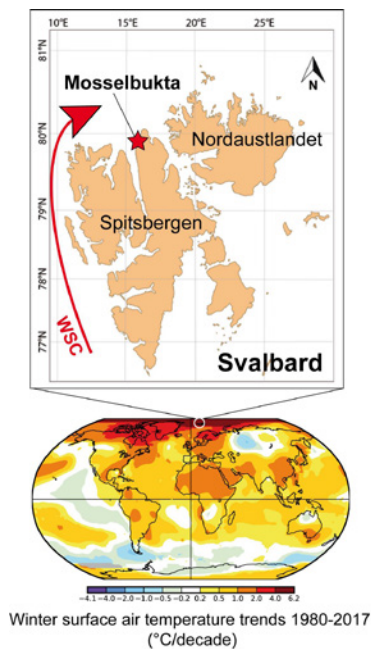 10°E 15°E 20°E 25°E
81°N
Mosselbukta
N
80°N
Nordaustlandet
79°N
Spitsbergen
78°N
WSC
77°N
Svalbard
−4.1 −2.0 −1.0 −0.5 −0.2 0.2 0.5 1.0 2.0 4.0 6.2
Winter surface air temperature trends 1980-2017
(°C/decade)